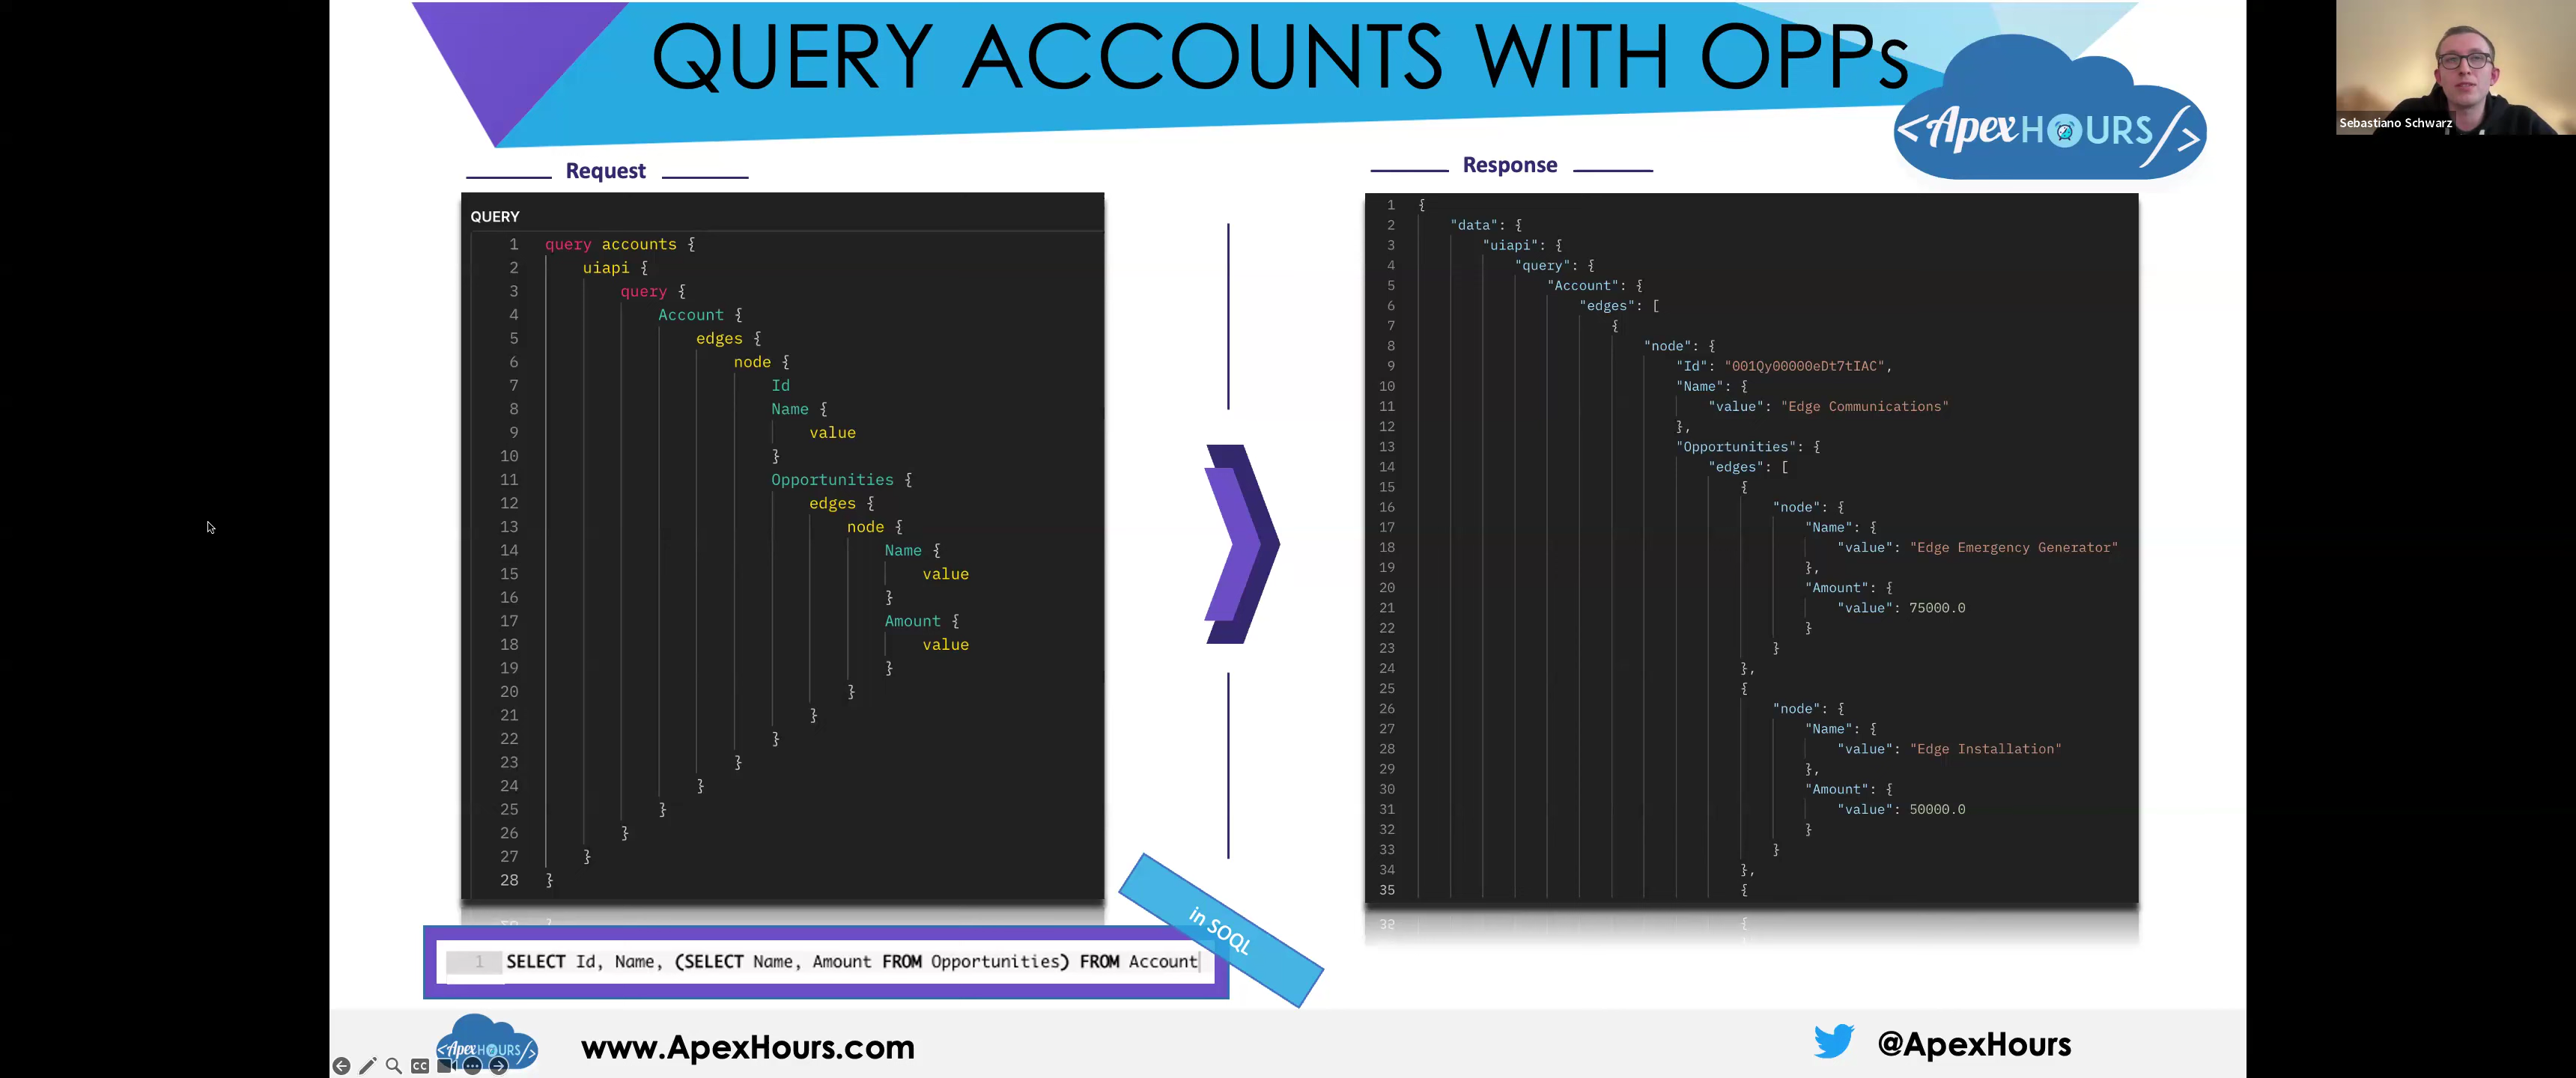 QUERY ACCOUNTS WITH OPPs
<ApexHOURS/>
Sebastiano Schwarz
Request
QUERY
1 query accounts {
2 uiapi {
3 query {
4 Account {
5 edges {
6 node {
7 Id
8 Name {
9 value
10 }
11 Opportunities {
12 edges {
13 node {
14 Name {
15 value
16 }
17 Amount {
18 value
19 }
20 }
21 }
22 }
23 }
24 }
25 }
26 }
27 }
28 }
Response
1 {
2 "data": {
3 "uiapi": {
4 "query": {
5 "Account": {
6 "edges": [
7 {
8 "node": {
9 "Id": "001Qy00000eDt7tIAC",
10 "Name": {
11 "value": "Edge Communications"
12 },
13 "Opportunities": {
14 "edges": [
15 {
16 "node": {
17 "Name": {
18 "value": "Edge Emergency Generator"
19 },
20 "Amount": {
21 "value": 75000.0
22 }
23 }
24 },
25 {
26 "node": {
27 "Name": {
28 "value": "Edge Installation"
29 },
30 "Amount": {
31 "value": 50000.0
32 }
33 }
34 },
35 {
in SOQL
1 SELECT Id, Name, (SELECT Name, Amount FROM Opportunities) FROM Account
<ApexHOURS/>
www.ApexHours.com
@ApexHours
CC